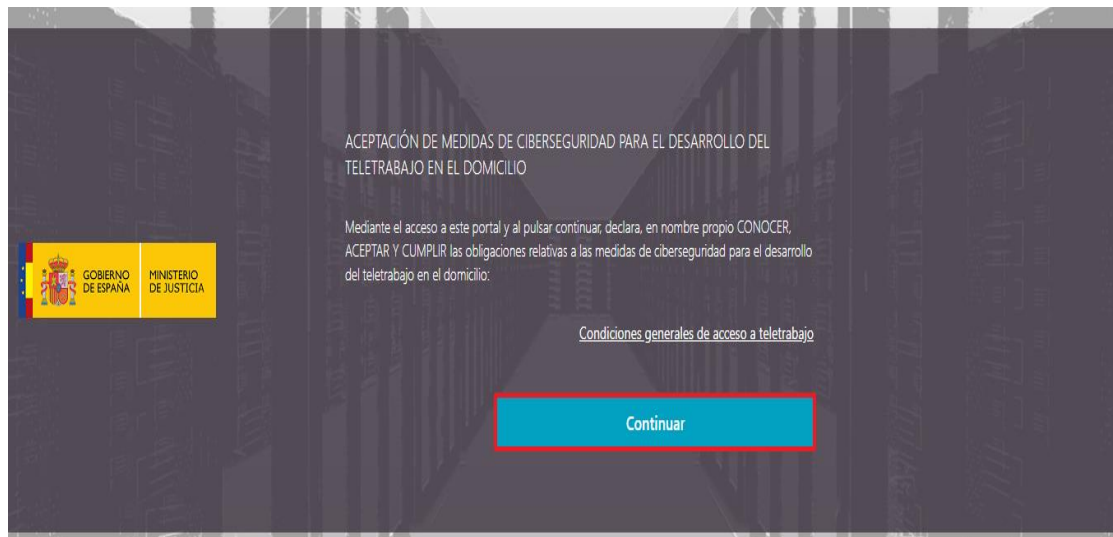 ACEPTACIÓN DE MEDIDAS DE CIBERSEGURIDAD PARA EL DESARROLLO DEL
TELETRABAJO EN EL DOMICILIO
Mediante el acceso a este portal y al pulsar continuar, declara, en nombre propio CONOCER,
ACEPTAR Y CUMPLIR las obligaciones relativas a las medidas de ciberseguridad para el desarrollo
del teletrabajo en el domicilio:
GOBIERNO
DE ESPAÑA
MINISTERIO
DE JUSTICIA
Condiciones generales de acceso a teletrabajo
Continuar